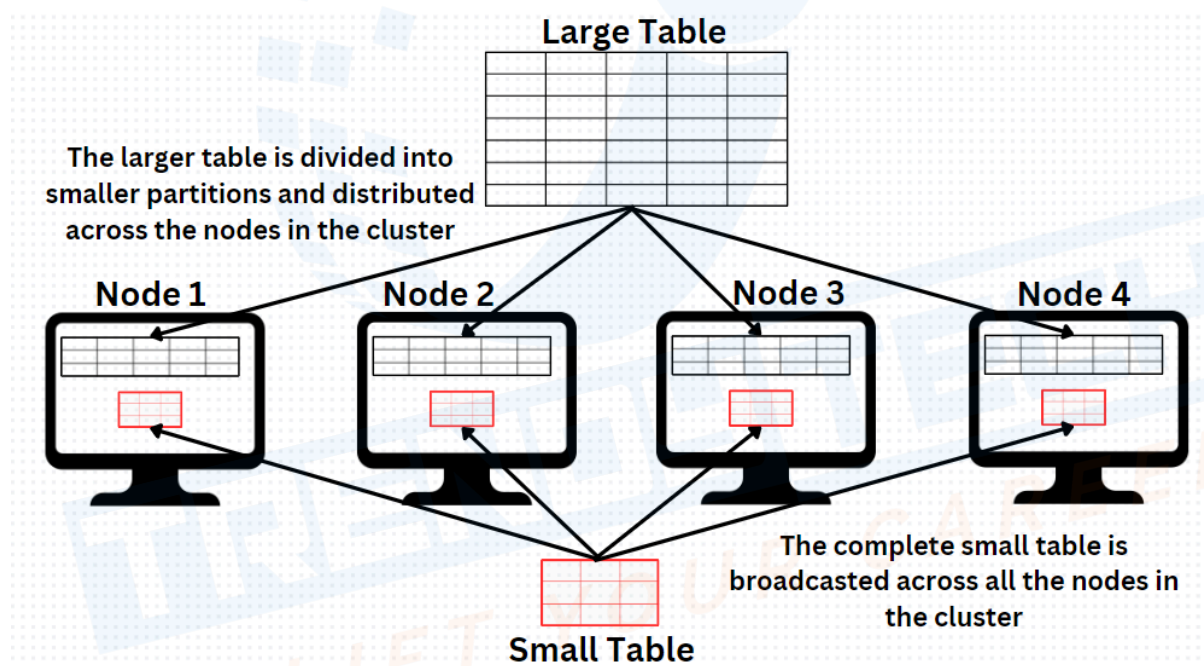 Large Table
The larger table is divided into
smaller partitions and distributed
across the nodes in the cluster
Node 1
Node 2
Node 3
Node 4
The complete small table is
broadcasted across all the nodes in
the cluster
Small Table